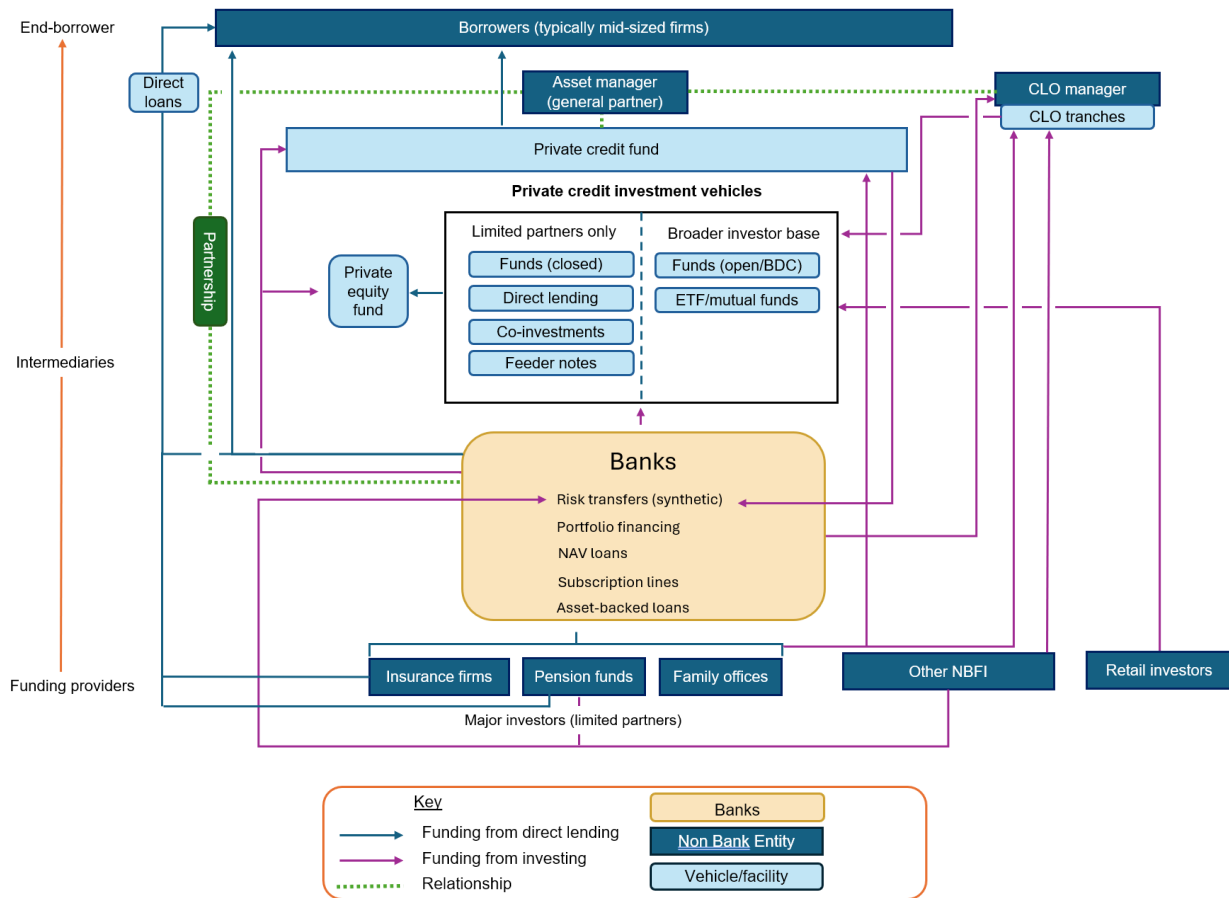 End-borrower
Borrowers (typically mid-sized firms)
Direct
loans
Asset manager
(general partner)
CLO manager
CLO tranches
Private credit fund
Private credit investment vehicles
Partnership
Limited partners only
Broader investor base
Funds (closed)
Funds (open/BDC)
Private
equity
fund
Direct lending
ETF/mutual funds
Co-investments
Feeder notes
Intermediaries
Banks
Risk transfers (synthetic)
Portfolio financing
NAV loans
Subscription lines
Asset-backed loans
Funding providers
Insurance firms
Pension funds
Family offices
Other NBFI
Retail investors
Major investors (limited partners)
Key
Funding from direct lending
Funding from investing
Relationship
Banks
Non Bank Entity
Vehicle/facility